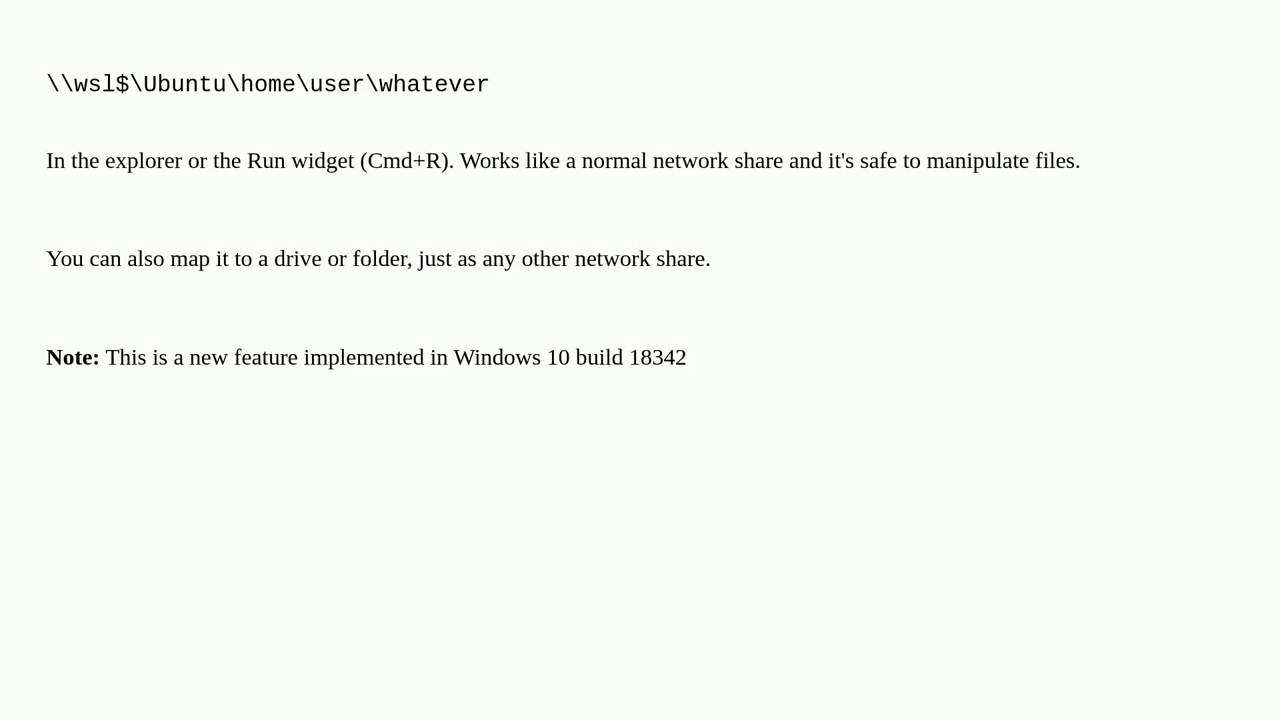 \\wsl$\Ubuntu\home\user\whatever
In the explorer or the Run widget (Cmd+R). Works like a normal network share and it's safe to manipulate files.
You can also map it to a drive or folder, just as any other network share.
Note: This is a new feature implemented in Windows 10 build 18342